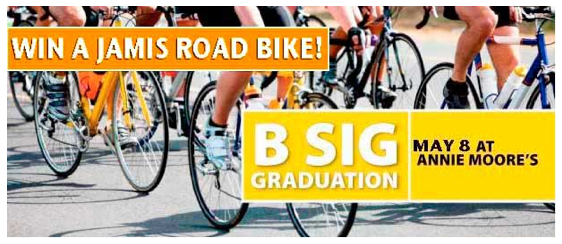 WIN A JAMIS ROAD BIKE!
B SIG
GRADUATION
MAY 8 AT
ANNIE MOORE'S